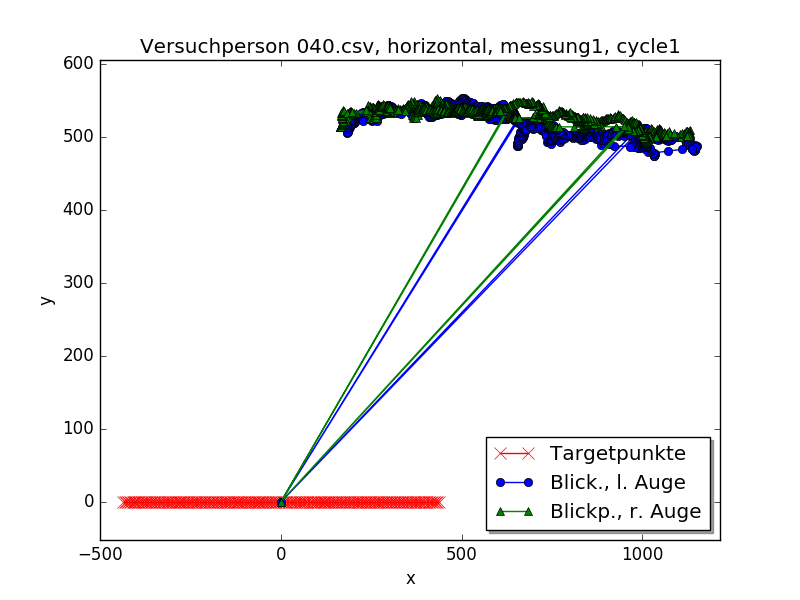 Versuchperson 040.csv, horizontal, messung1, cycle1
600
500
400
300
200
100
0
y
−500
0
500
1000
x
Targetpunkte
Blick., l. Auge
Blickp., r. Auge